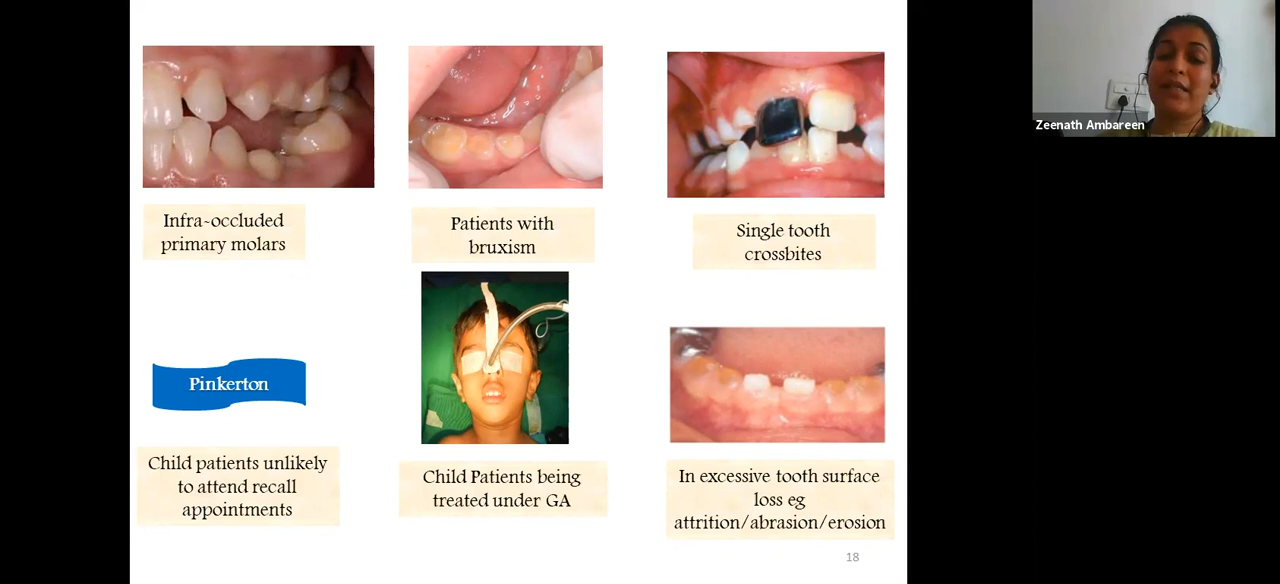 Zeenath Ambareen
Infra-occluded
primary molars
Patients with
bruxism
Single tooth
crossbites
Pinkerton
Child patients unlikely
to attend recall
appointments
Child Patients being
treated under GA
In excessive tooth surface
loss eg
attrition/abrasion/erosion
18